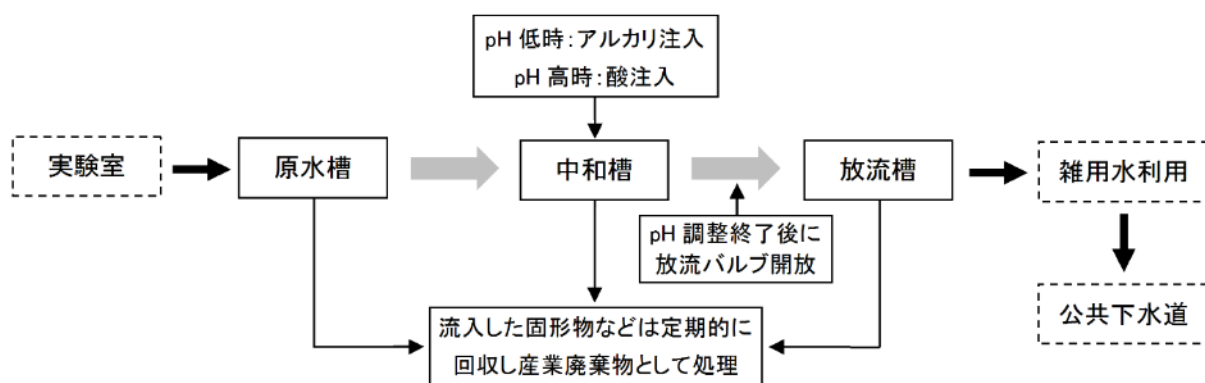 pH 低時：アルカリ注入
pH 高時：酸注入
実験室
原水槽
中和槽
放流槽
雑用水利用
pH 調整終了後に
放流バルブ開放
公共下水道
流入した固形物などは定期的に
回収し産業廃棄物として処理